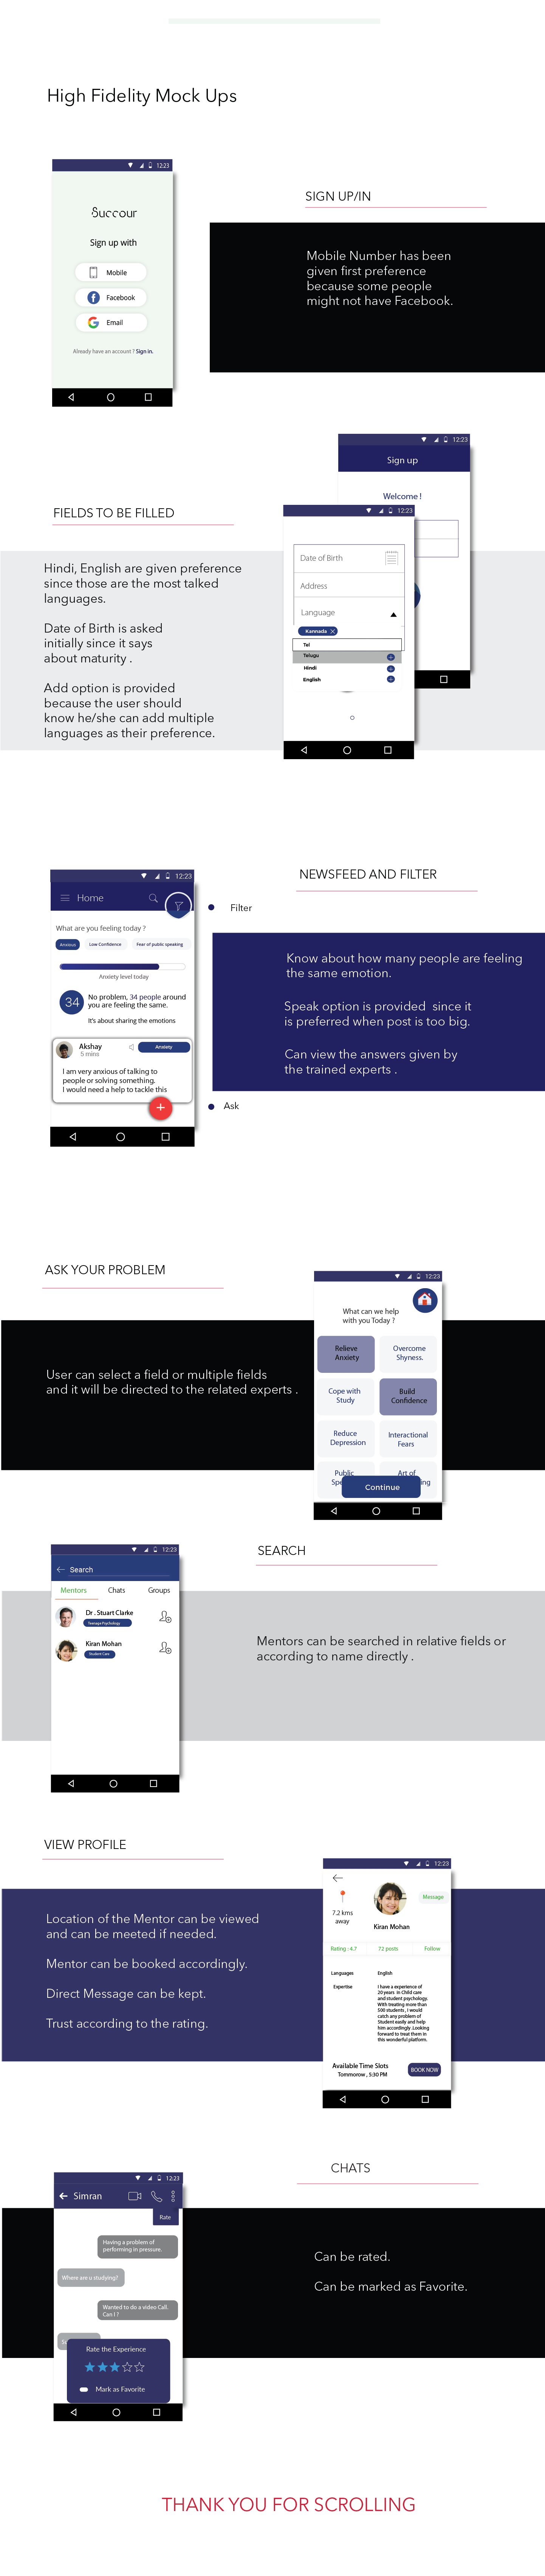 High Fidelity Mock Ups
12:23
Succour
Sign up with
Mobile
Facebook
Email
Already have an account ? Sign in.
SIGN UP/IN
Mobile Number has been
given first preference
because some people
might not have Facebook.
FIELDS TO BE FILLED
Hindi, English are given preference
since those are the most talked
languages.
Date of Birth is asked
initially since it says
about maturity .
Add option is provided
because the user should
know he/she can add multiple
languages as their preference.
12:23
Sign up
Welcome !
12:23
Date of Birth
Address
Language
Kannada
Tel
Telugu
Hindi
English
NEWSFEED AND FILTER
12:23
Home
Filter
What are you feeling today ?
Anxious
Low Confidence
Fear of public speaking
Anxiety level today
34
No problem, 34 people around
you are feeling the same.
It's about sharing the emotions
Akshay
5 mins
Anxiety
I am very anxious of talking to
people or solving something.
I would need a help to tackle this
+
Ask
Know about how many people are feeling
the same emotion.
Speak option is provided since it
is preferred when post is too big.
Can view the answers given by
the trained experts .
ASK YOUR PROBLEM
User can select a field or multiple fields
and it will be directed to the related experts .
12:23
What can we help
with you Today ?
Relieve
Anxiety
Overcome
Shyness.
Cope with
Study
Build
Confidence
Reduce
Depression
Interactional
Fears
Public
Art of
Continue
SEARCH
12:23
Search
Mentors
Chats
Groups
Dr . Stuart Clarke
Teenage Psychology
Kiran Mohan
Student Care
Mentors can be searched in relative fields or
according to name directly .
VIEW PROFILE
Location of the Mentor can be viewed
and can be meeted if needed.
Mentor can be booked accordingly.
Direct Message can be kept.
Trust according to the rating.
12:23
7.2 kms
away
Message
Kiran Mohan
Rating : 4.7
72 posts
Follow
Languages
English
Expertise
I have a experience of
20 years in Child care
and student psychology.
With treating more than
500 students , I would
catch any problem of
Student easily and help
him accordingly .Looking
forward to treat them in
this wonderful platform.
Available Time Slots
Tommorow , 5:30 PM
BOOK NOW
CHATS
12:23
Simran
Rate
Having a problem of
performing in pressure.
Where are u studying?
Wanted to do a video Call.
Can I ?
Rate the Experience
Mark as Favorite
Can be rated.
Can be marked as Favorite.
THANK YOU FOR SCROLLING